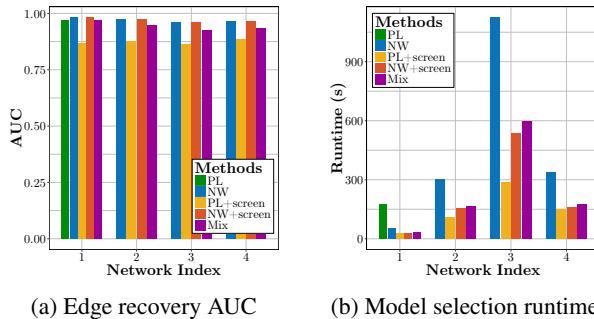 (a)
1.00
0.75
0.50
0.25
0.00
AUC
Methods
PL
NW
PL+screen
NW+screen
Mix
1 2 3 4
Network Index
(b)
Methods
PL
NW
PL+screen
NW+screen
Mix
600
300
0
Runtime (s)
1 2 3 4
Network Index
(a) Edge recovery AUC
(b) Model selection runtime